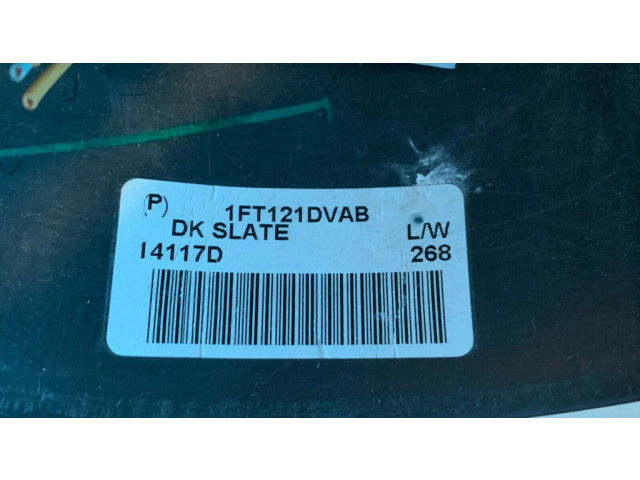 (P) 1FT121DVAB
DK SLATE L/W
I4117D 268